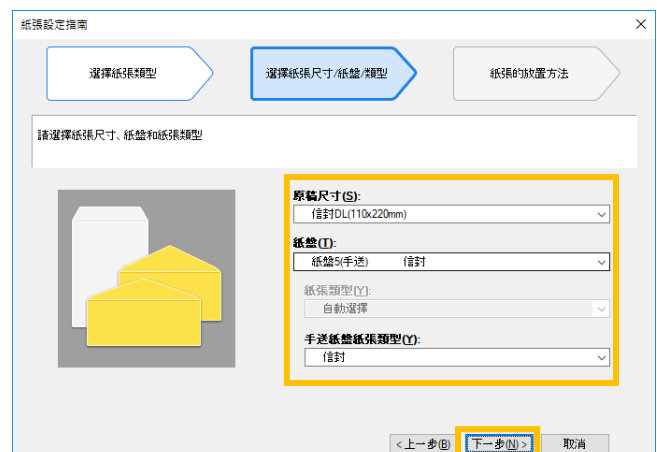 紙張設定指南
選擇紙張類型
選擇紙張尺寸/紙盤/類型
紙張的放置方法
請選擇紙張尺寸、紙盤和紙張類型
原稿尺寸(S):
信封DL(110x220mm)
紙盤(T):
紙盤5(手送) 信封
紙張類型(Y):
自動選擇
手送紙盤紙張類型(Y):
信封
<上一步(B) 下一步(N)> 取消